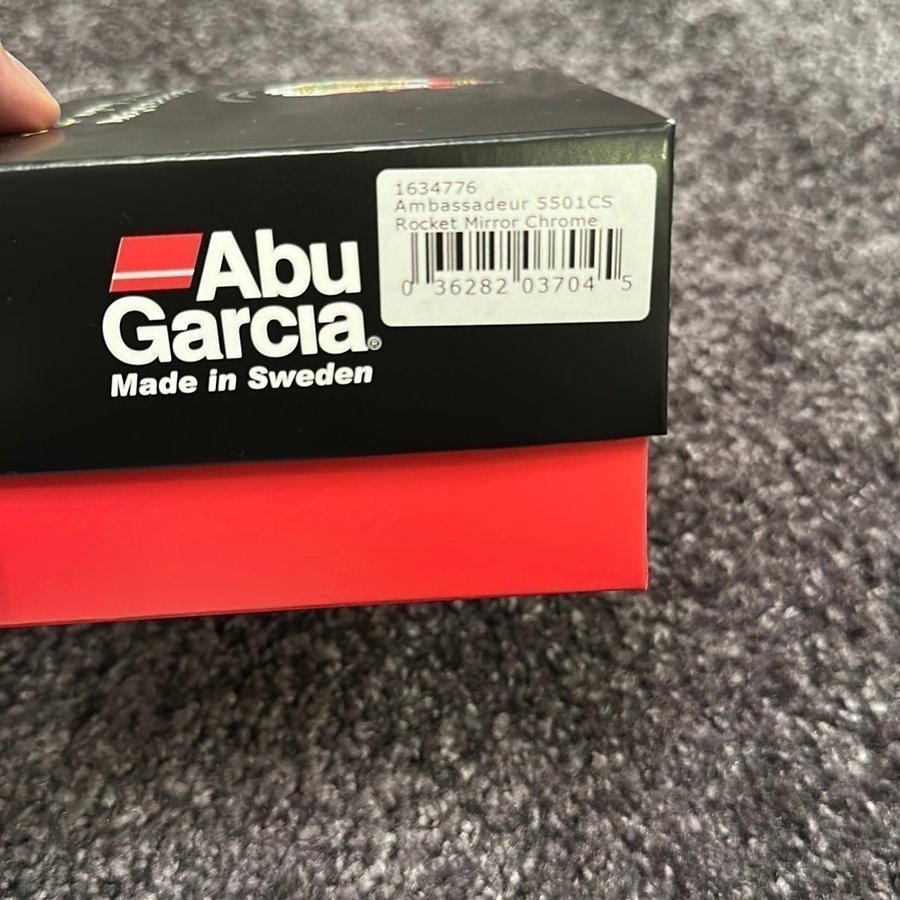 1634776
Ambassadeur 5501CS
Rocket Mirror Chrome
0 36282 03704 5
Abu
Garcia®
Made in Sweden